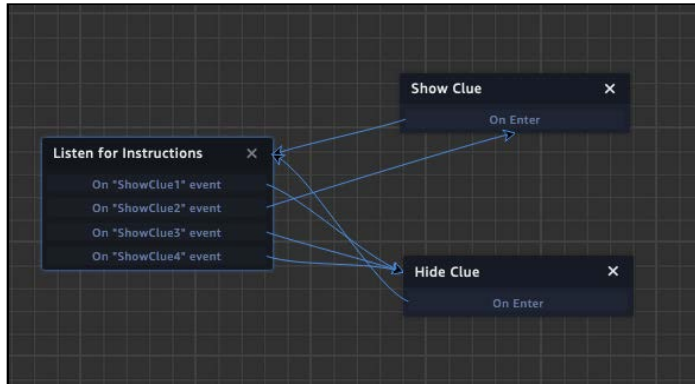 Show Clue
On Enter
Listen for Instructions
On "ShowClue1" event
On "ShowClue2" event
On "ShowClue3" event
On "ShowClue4" event
Hide Clue
On Enter